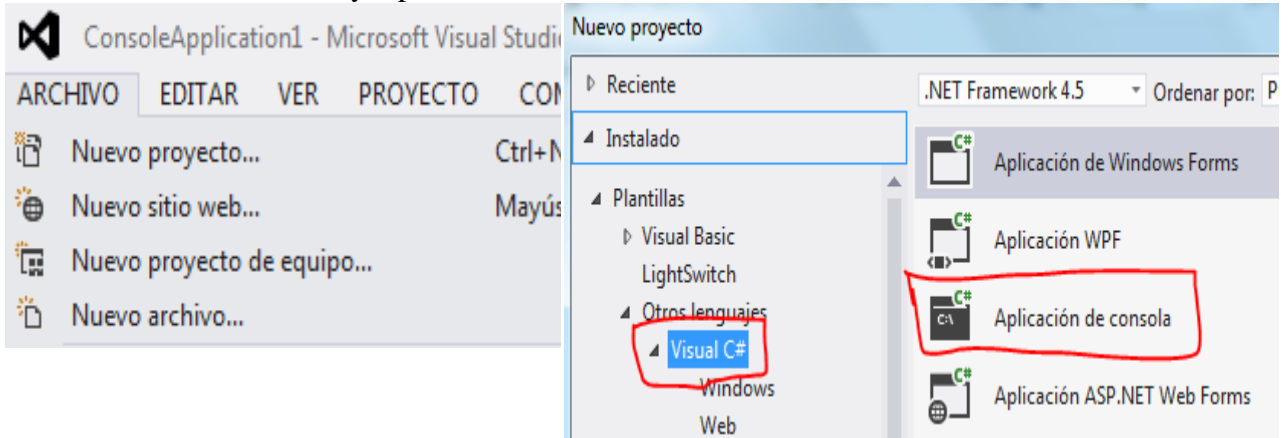 ConsoleApplication1 - Microsoft Visual Studi
ARCHIVO EDITAR VER PROYECTO
Nuevo proyecto... Ctrl+N
Nuevo sitio web... Mayús
Nuevo proyecto de equipo...
Nuevo archivo...
Nuevo proyecto
Reciente
Instalado
Plantillas
Visual Basic
LightSwitch
Otros lenguajes
Visual C#
Windows
Web
.NET Framework 4.5 Ordenar por: P
C# Aplicación de Windows Forms
C# Aplicación WPF
C# C:\ Aplicación de consola
C# Aplicación ASP.NET Web Forms